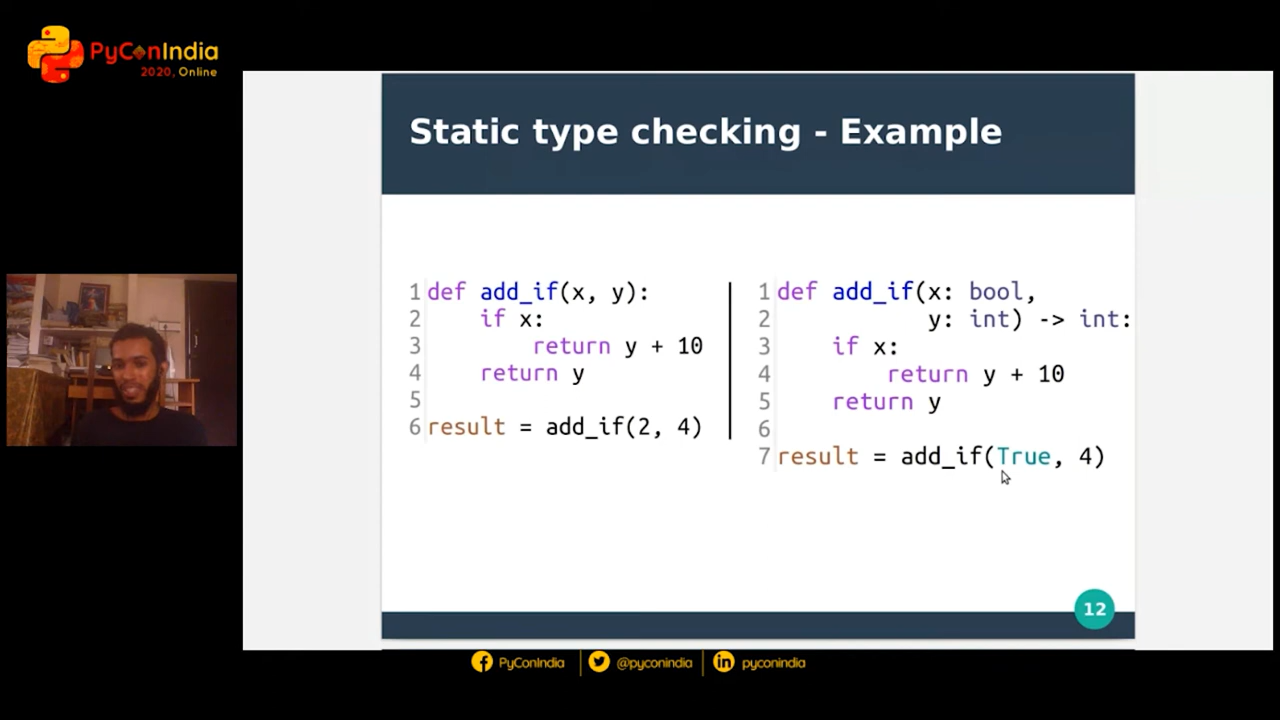 PyConIndia
2020, Online
Static type checking - Example
1 def add_if(x, y):
2     if x:
3         return y + 10
4     return y
5
6 result = add_if(2, 4)
1 def add_if(x: bool,
2            y: int) -> int:
3     if x:
4         return y + 10
5     return y
6
7 result = add_if(True, 4)
12
PyConIndia
@pyconindia
pyconindia